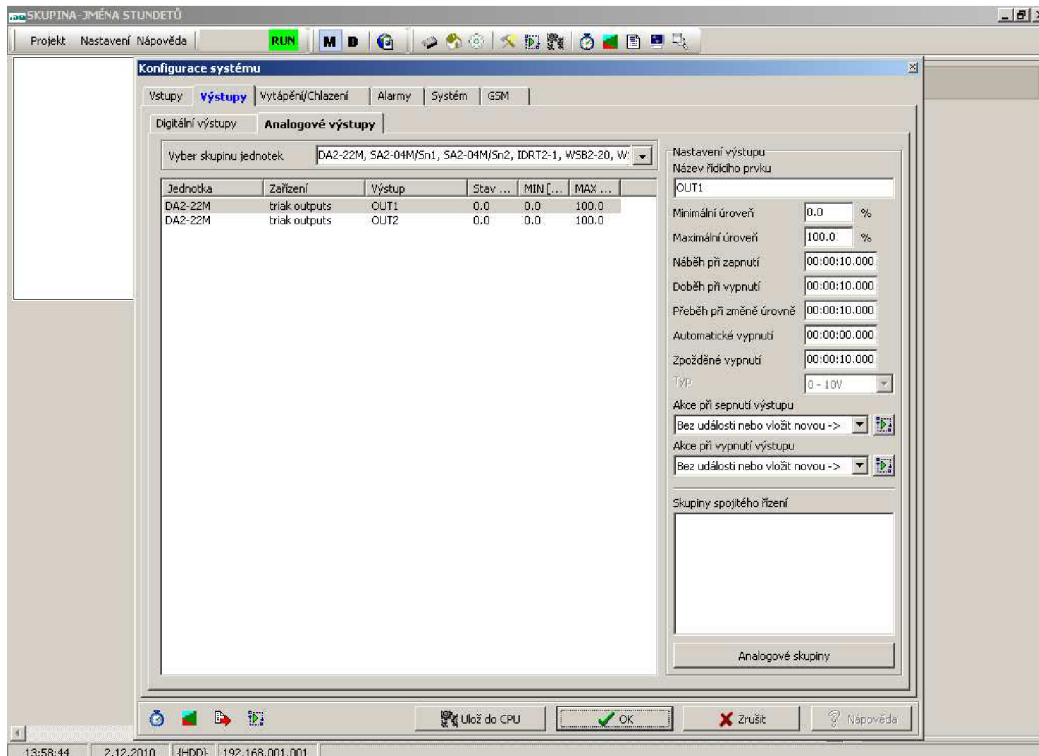 SKUPINA-JMÉNA STUNDETŮ
Projekt Nastavení Nápověda RUN M D
Konfigurace systému
Vstupy Výstupy Vytápění/Chlazení Alarmy Systém GSM
Digitální výstupy Analogové výstupy
Vyber skupinu jednotek DA2-22M, SA2-04M/Sn1, SA2-04M/Sn2, IDRT2-1, WSB2-20, W
Jednotka Zařízení Výstup Stav ... MIN [... MAX ...
DA2-22M triak outputs OUT1 0.0 0.0 100.0
DA2-22M triak outputs OUT2 0.0 0.0 100.0
Nastavení výstupu
Název řídícího prvku
OUT1
Minimální úroveň 0.0 %
Maximální úroveň 100.0 %
Náběh při zapnutí 00:00:10.000
Doběh při vypnutí 00:00:10.000
Přeběh při změně úrovně 00:00:10.000
Automatické vypnutí 00:00:00.000
Zpožděné vypnutí 00:00:10.000
Typ 0 - 10V
Akce při sepnutí výstupu
Bez události nebo vložit novou ->
Akce při vypnutí výstupu
Bez události nebo vložit novou ->
Skupiny spojitého řízení
Analogové skupiny
Ulož do CPU OK Zrušit Nápověda
13:58:44 2.12.2010 {HDD} 192.168.001.001